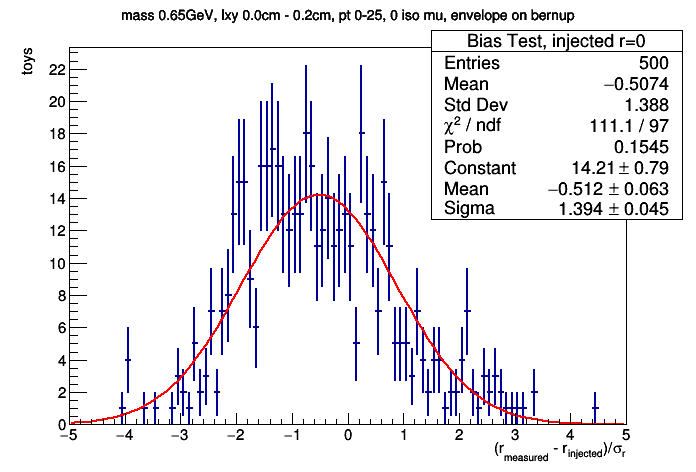 mass 0.65GeV, lxy 0.0cm - 0.2cm, pt 0-25, 0 iso mu, envelope on bernup
toys
Bias Test, injected r=0
Entries 500
Mean −0.5074
Std Dev 1.388
χ² / ndf 111.1 / 97
Prob 0.1545
Constant 14.21 ± 0.79
Mean −0.512 ± 0.063
Sigma 1.394 ± 0.045
22
20
18
16
14
12
10
8
6
4
2
0
−5 −4 −3 −2 −1 0 1 2 3 4 5
(r_measured - r_injected)/σ_r